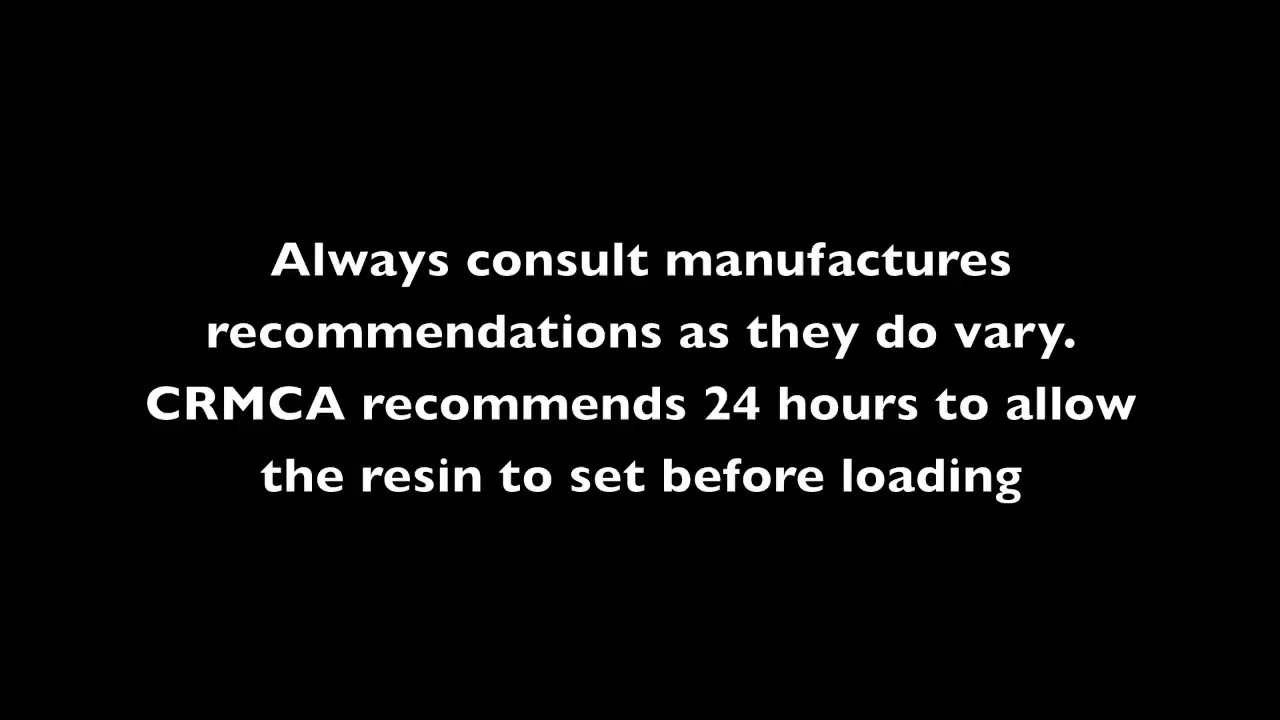 Always consult manufactures
recommendations as they do vary.
CRMCA recommends 24 hours to allow
the resin to set before loading